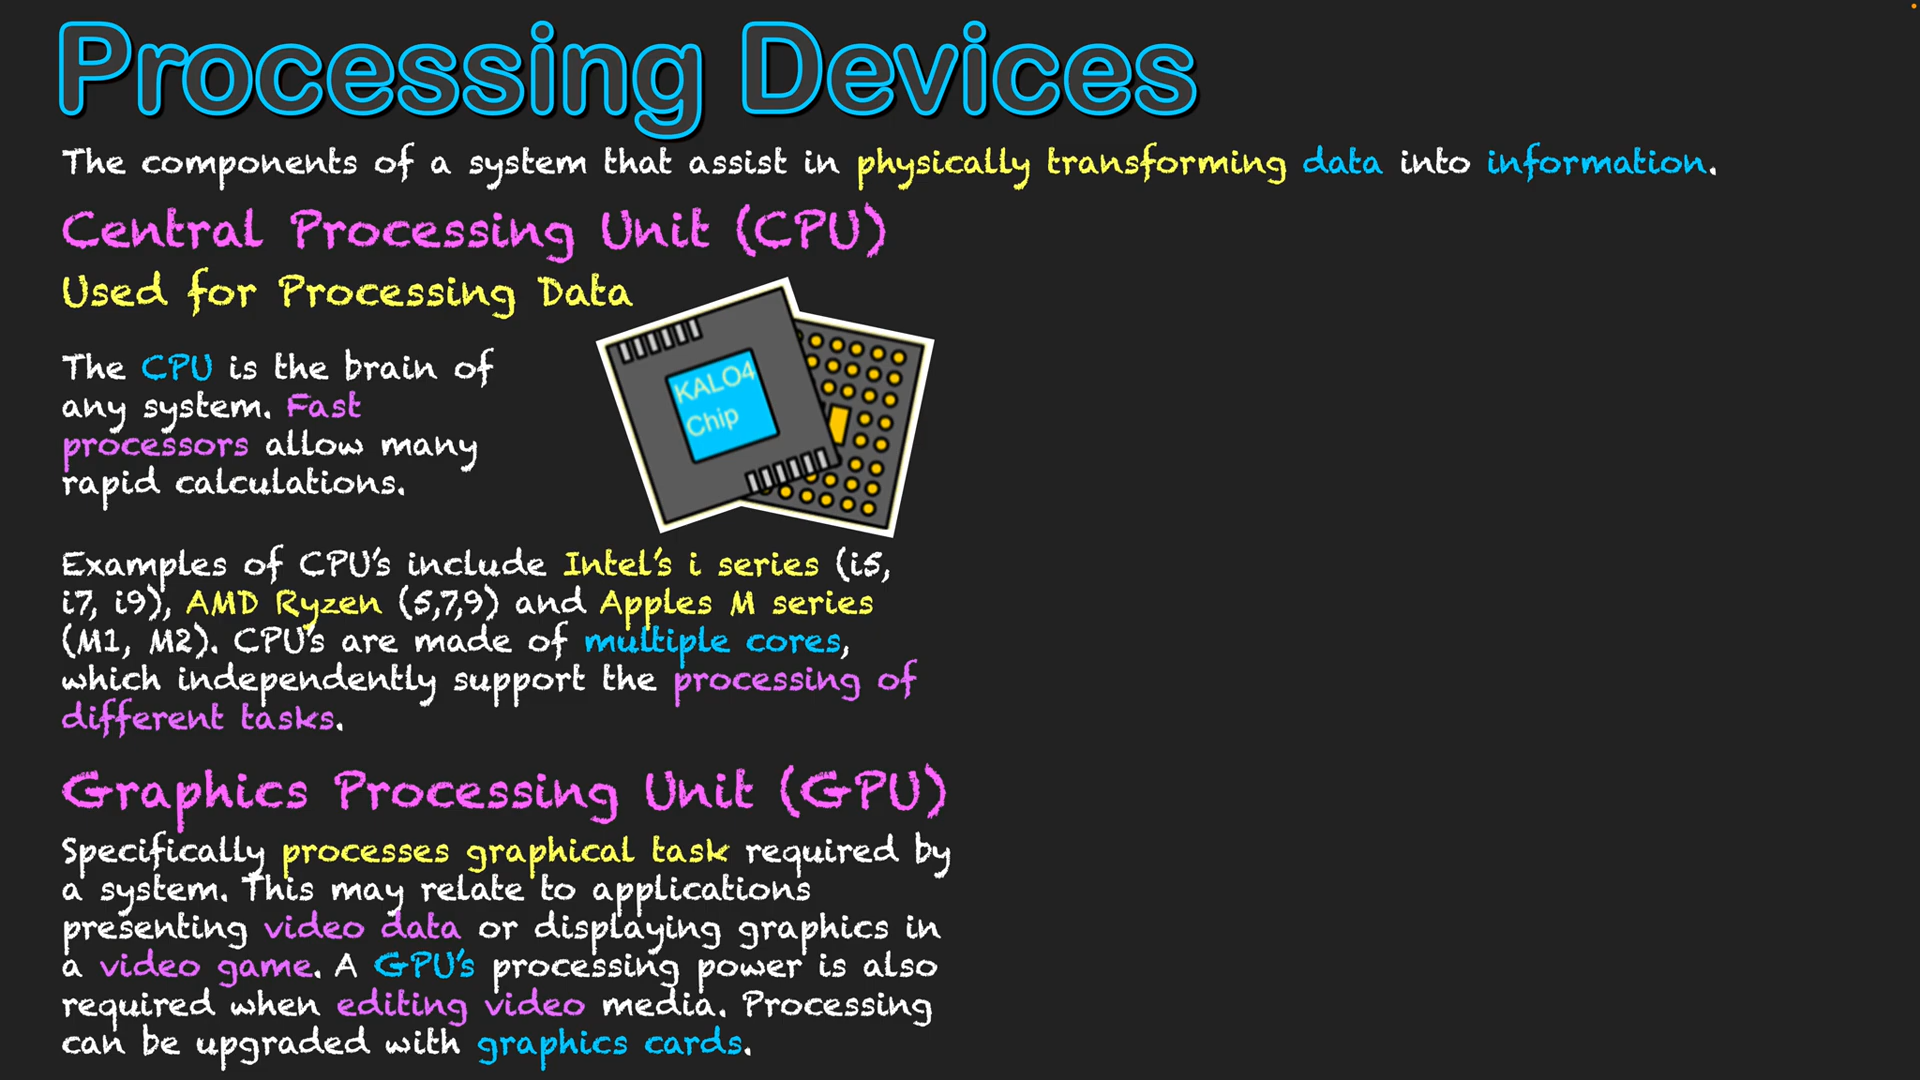 Processing Devices
The components of a system that assist in physically transforming data into information.
Central Processing Unit (CPU)
Used for Processing Data
The CPU is the brain of
any system. Fast
processors allow many
rapid calculations.
KALO4
Chip
Examples of CPU's include Intel's i series (i5,
i7, i9), AMD Ryzen (5,7,9) and Apples M series
(M1, M2). CPU's are made of multiple cores,
which independently support the processing of
different tasks.
Graphics Processing Unit (GPU)
Specifically processes graphical task required by
a system. This may relate to applications
presenting video data or displaying graphics in
a video game. A GPU's processing power is also
required when editing video media. Processing
can be upgraded with graphics cards.